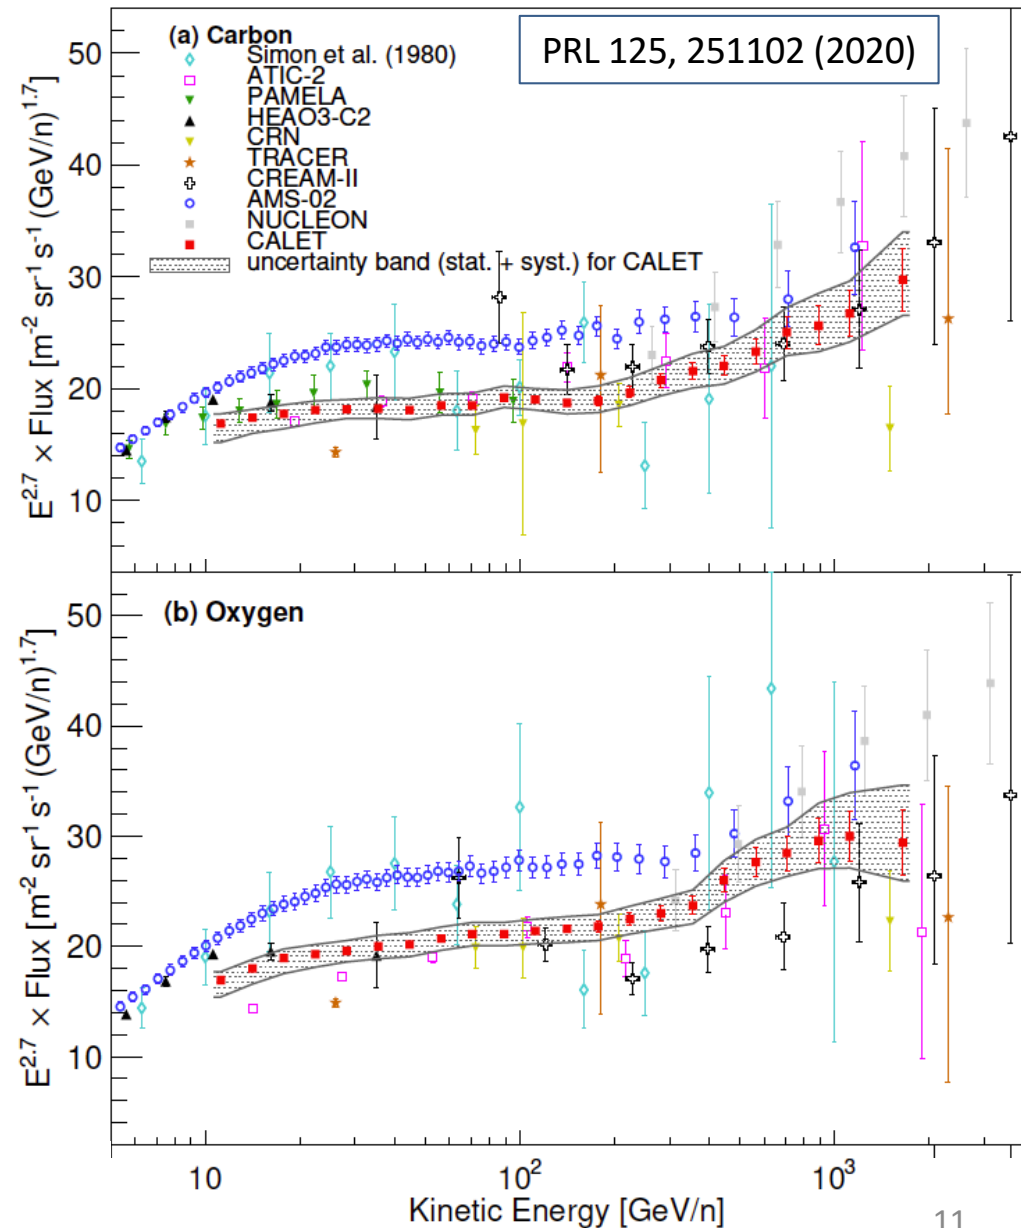 PRL 125, 251102 (2020)
(a) Carbon
Simon et al. (1980)
ATIC-2
PAMELA
HEAO3-C2
CRN
TRACER
CREAM-II
AMS-02
NUCLEON
CALET
uncertainty band (stat. + syst.) for CALET
E^2.7 × Flux [m^-2 sr^-1 s^-1 (GeV/n)^1.7]
50
40
30
20
10
(b) Oxygen
E^2.7 × Flux [m^-2 sr^-1 s^-1 (GeV/n)^1.7]
50
40
30
20
10
10 10^2 10^3
Kinetic Energy [GeV/n]
11